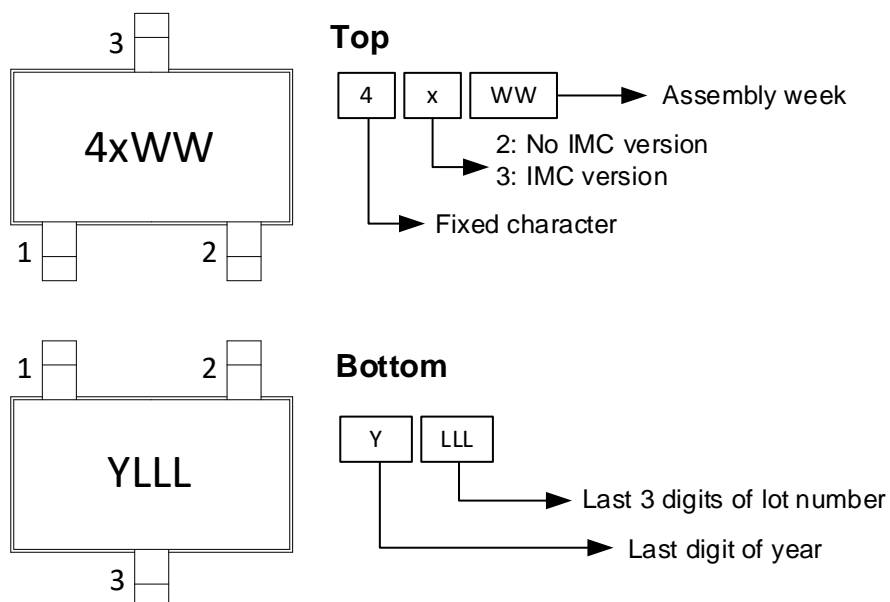 3
Top
4xWW
4 x WW Assembly week
2: No IMC version
3: IMC version
Fixed character
1 2
1 2
Bottom
YLLL
Y LLL
Last 3 digits of lot number
Last digit of year
3